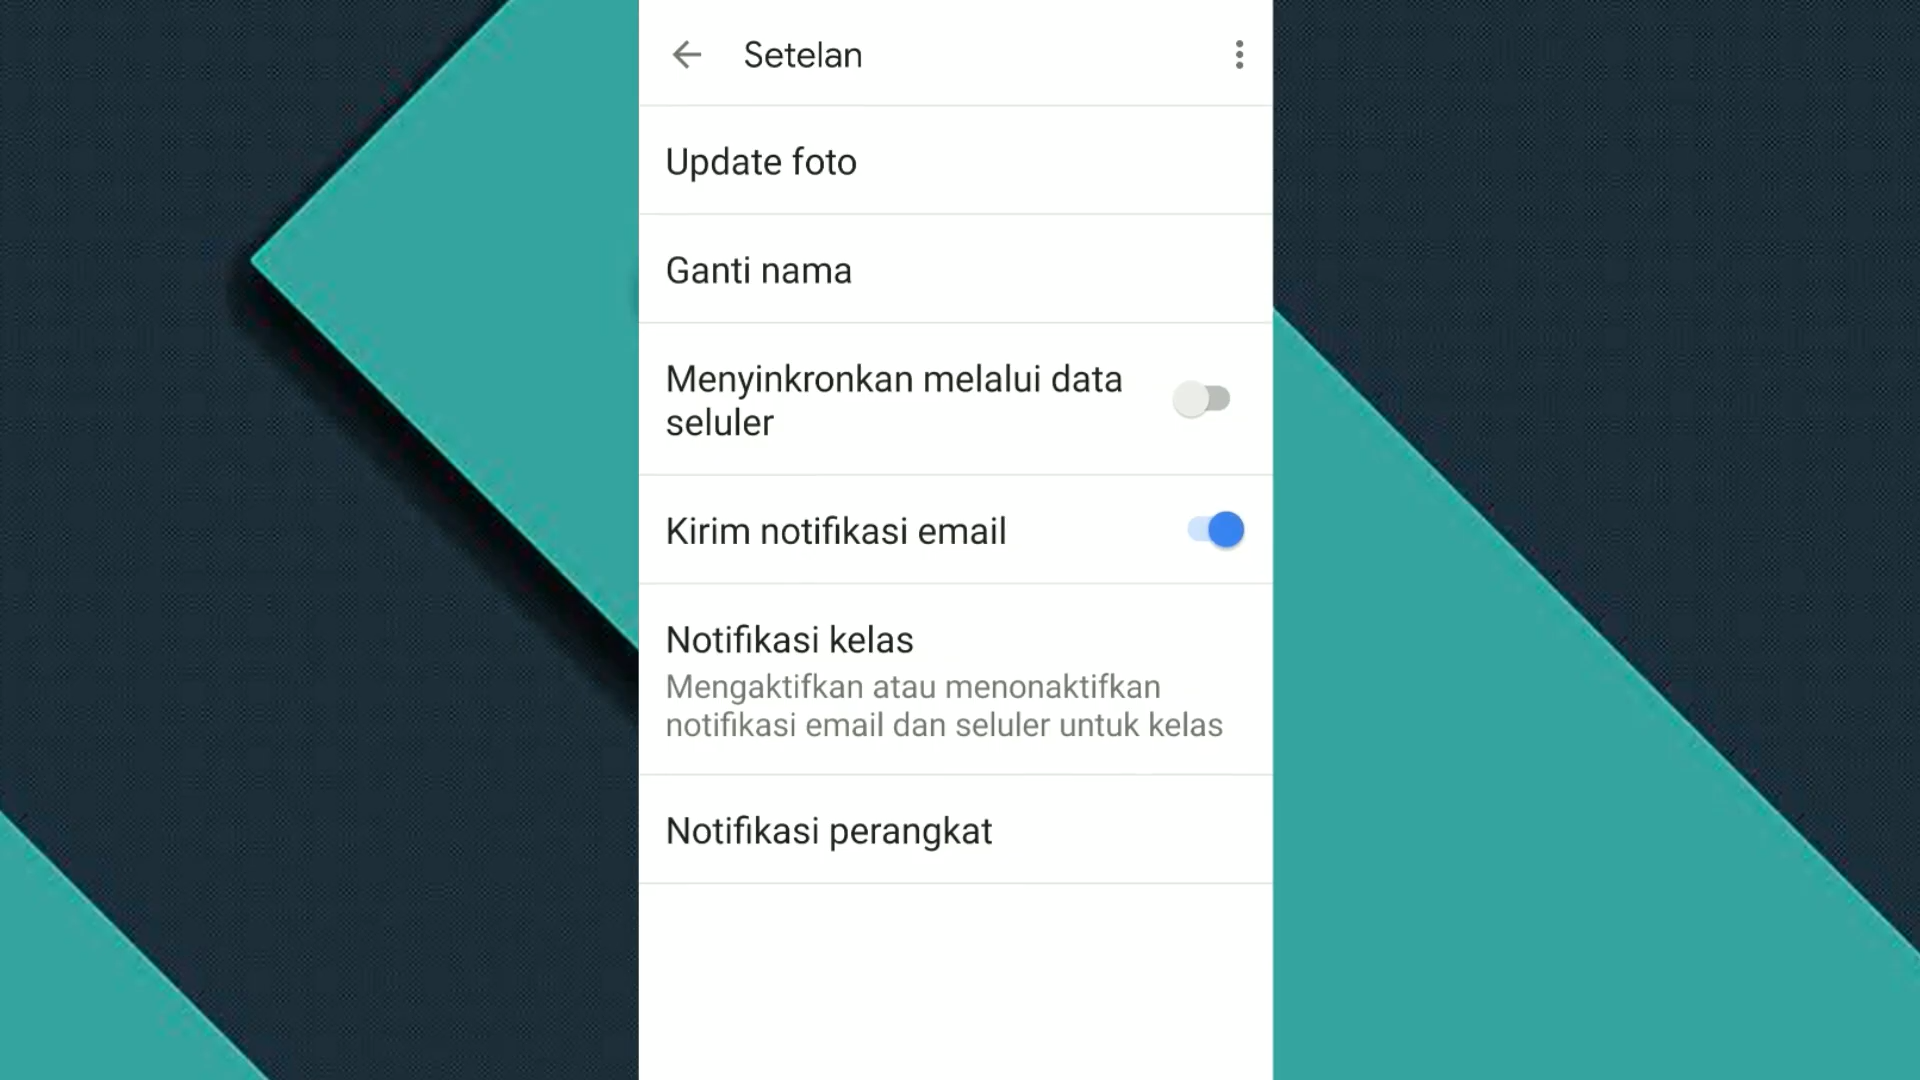 Setelan
Update foto
Ganti nama
Menyinkronkan melalui data
seluler
Kirim notifikasi email
Notifikasi kelas
Mengaktifkan atau menonaktifkan
notifikasi email dan seluler untuk kelas
Notifikasi perangkat